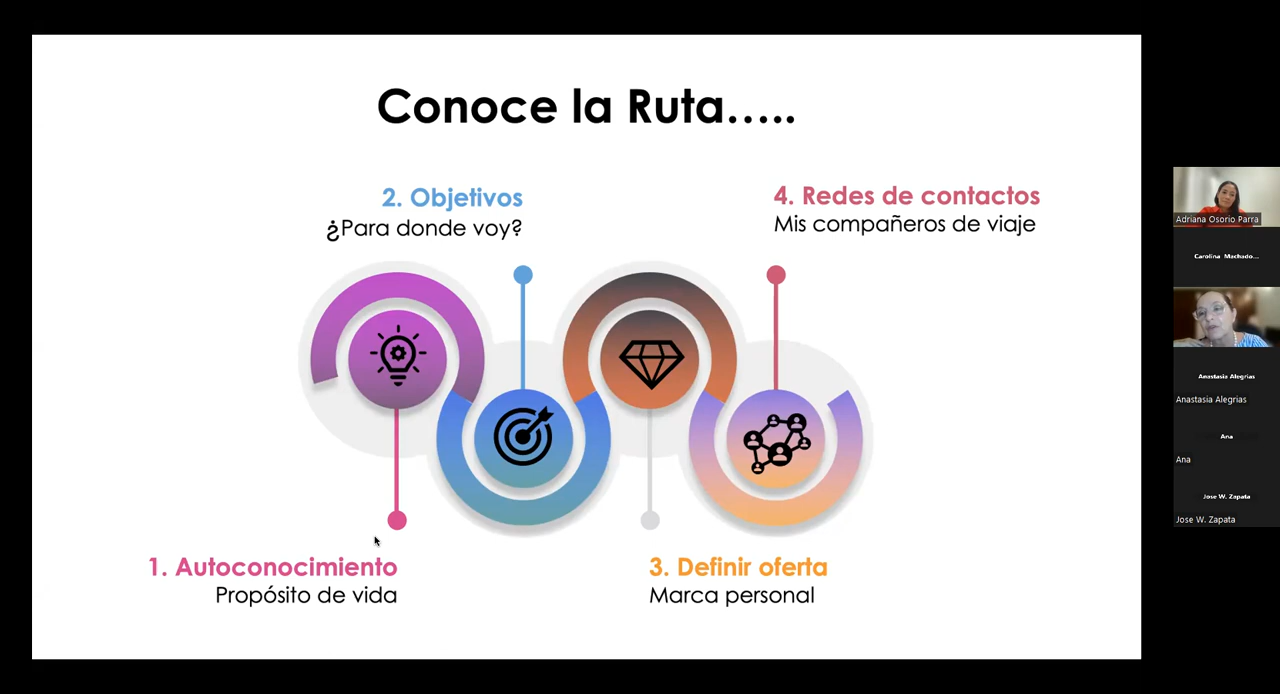 Conoce la Ruta.....
2. Objetivos
¿Para donde voy?
4. Redes de contactos
Mis compañeros de viaje
1. Autoconocimiento
Propósito de vida
3. Definir oferta
Marca personal
Adriana Osorio Parra
Carolina Machado...
Anastasia Alegrias
Anastasia Alegrias
Ana
Ana
Jose W. Zapata
Jose W. Zapata